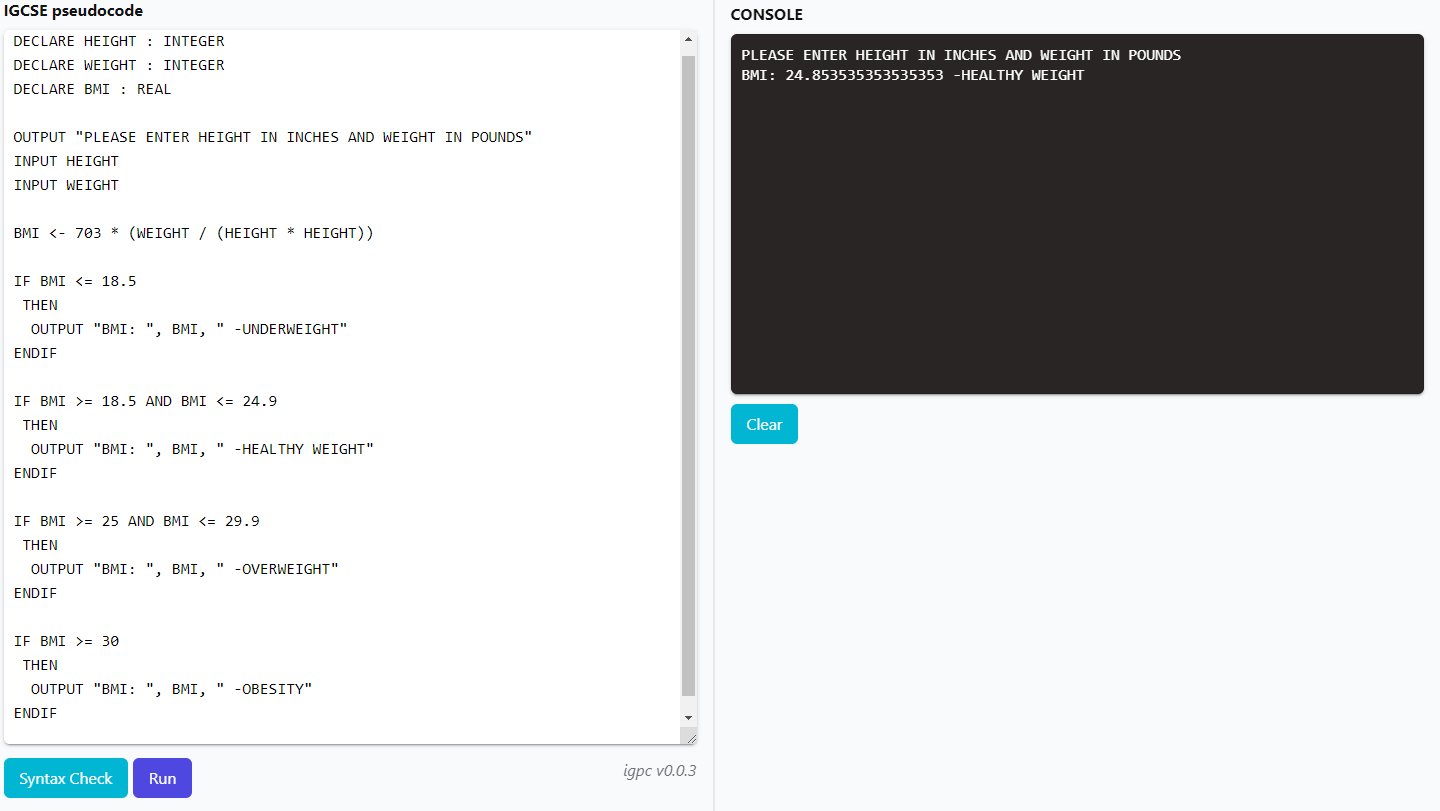 IGCSE pseudocode
DECLARE HEIGHT : INTEGER
DECLARE WEIGHT : INTEGER
DECLARE BMI : REAL
OUTPUT "PLEASE ENTER HEIGHT IN INCHES AND WEIGHT IN POUNDS"
INPUT HEIGHT
INPUT WEIGHT
BMI <- 703 * (WEIGHT / (HEIGHT * HEIGHT))
IF BMI <= 18.5
THEN
OUTPUT "BMI: ", BMI, " -UNDERWEIGHT"
ENDIF
IF BMI >= 18.5 AND BMI <= 24.9
THEN
OUTPUT "BMI: ", BMI, " -HEALTHY WEIGHT"
ENDIF
IF BMI >= 25 AND BMI <= 29.9
THEN
OUTPUT "BMI: ", BMI, " -OVERWEIGHT"
ENDIF
IF BMI >= 30
THEN
OUTPUT "BMI: ", BMI, " -OBESITY"
ENDIF
Syntax Check
Run
igpc v0.0.3
CONSOLE
PLEASE ENTER HEIGHT IN INCHES AND WEIGHT IN POUNDS
BMI: 24.853535353535353 -HEALTHY WEIGHT
Clear